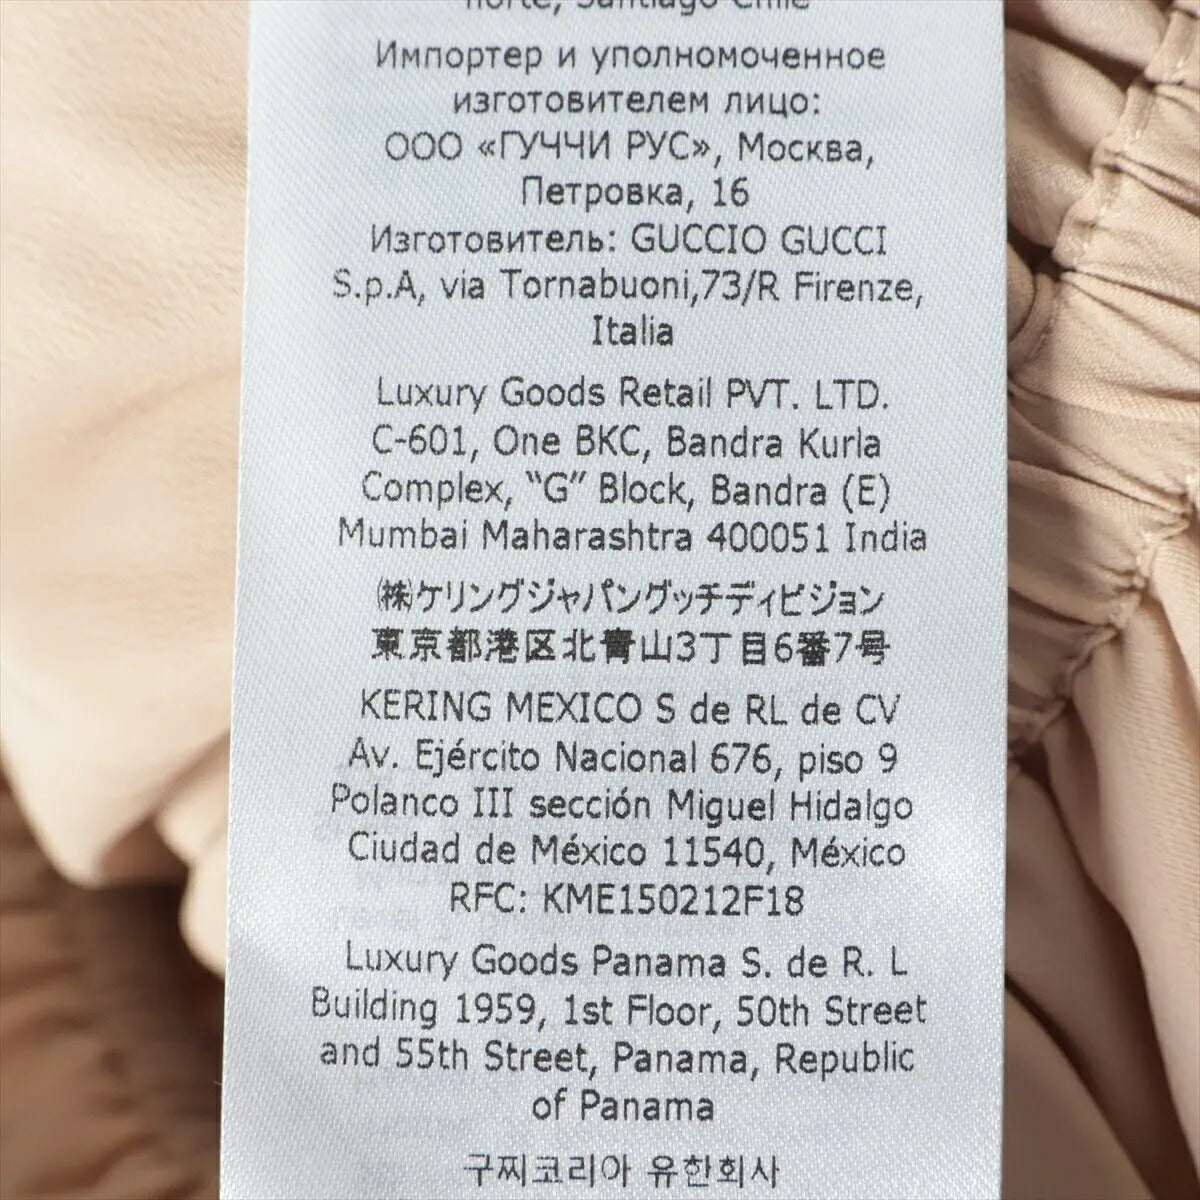 norte, Santiago Chile
Импортер и уполномоченное
изготовителем лицо:
ООО «ГУЧЧИ РУС», Москва,
Петровка, 16
Изготовитель: GUCCIO GUCCI
S.p.A, via Tornabuoni,73/R Firenze,
Italia
Luxury Goods Retail PVT. LTD.
C-601, One BKC, Bandra Kurla
Complex, “G” Block, Bandra (E)
Mumbai Maharashtra 400051 India
㈱ケリングジャパングッチディビジョン
東京都港区北青山3丁目6番7号
KERING MEXICO S de RL de CV
Av. Ejército Nacional 676, piso 9
Polanco III sección Miguel Hidalgo
Ciudad de México 11540, México
RFC: KME150212F18
Luxury Goods Panama S. de R. L
Building 1959, 1st Floor, 50th Street
and 55th Street, Panama, Republic
of Panama
구찌코리아 유한회사